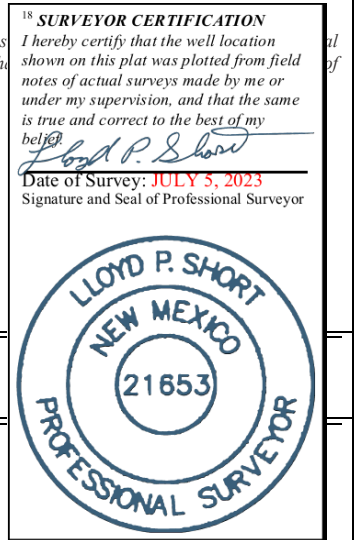 18 SURVEYOR CERTIFICATION
I hereby certify that the well location
shown on this plat was plotted from field
notes of actual surveys made by me or
under my supervision, and that the same
is true and correct to the best of my
belief.
Lloyd P. Short
Date of Survey: JULY 5, 2023
Signature and Seal of Professional Surveyor
LLOYD P. SHORT
NEW MEXICO
21653
PROFESSIONAL SURVEYOR